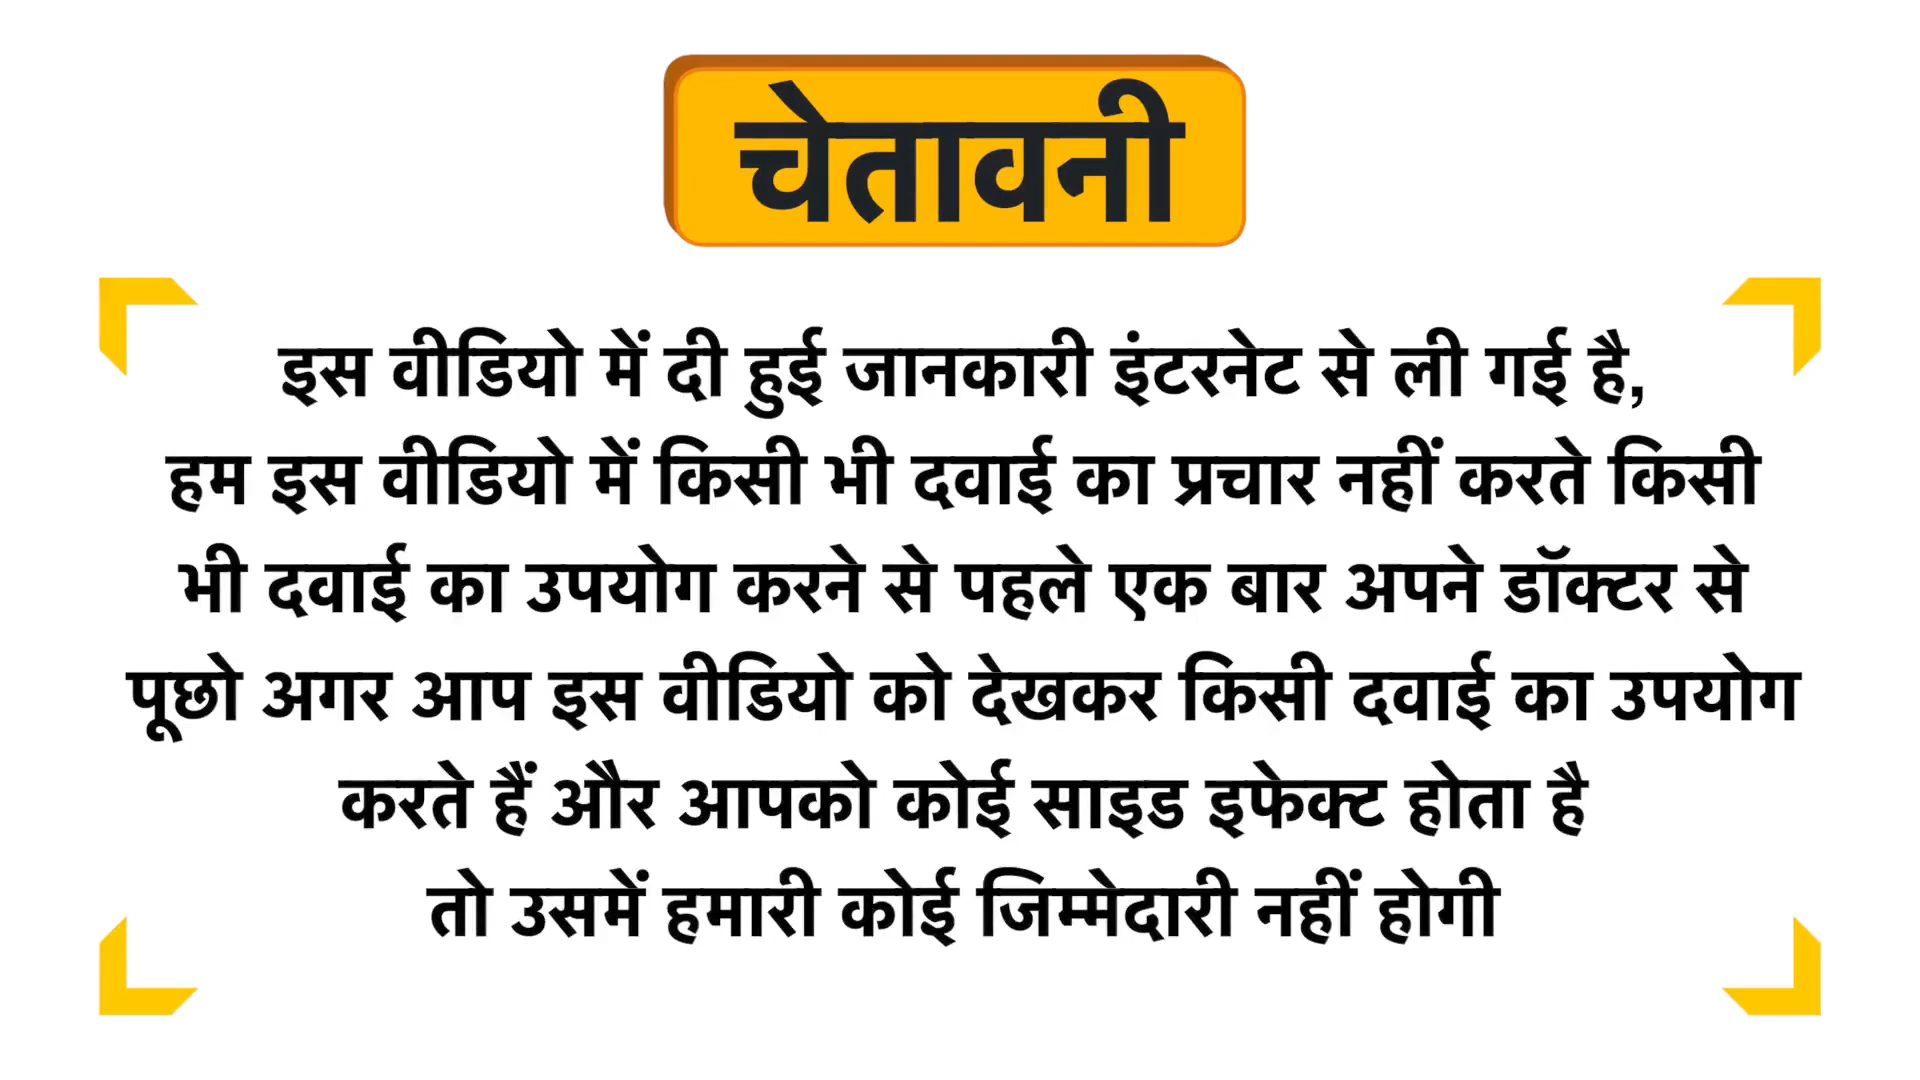 चेतावनी
इस वीडियो में दी हुई जानकारी इंटरनेट से ली गई है,
हम इस वीडियो में किसी भी दवाई का प्रचार नहीं करते किसी
भी दवाई का उपयोग करने से पहले एक बार अपने डॉक्टर से
पूछो अगर आप इस वीडियो को देखकर किसी दवाई का उपयोग
करते हैं और आपको कोई साइड इफेक्ट होता है
तो उसमें हमारी कोई जिम्मेदारी नहीं होगी